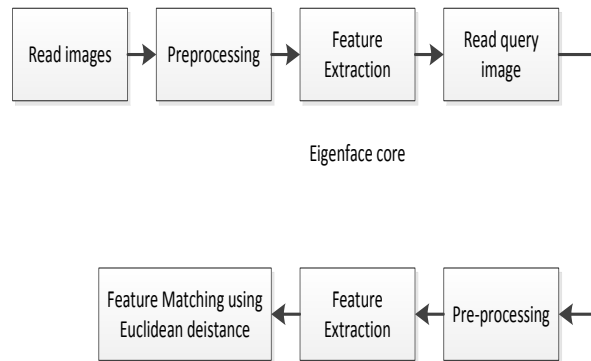 Read images
Preprocessing
Feature
Extraction
Read query
image
Eigenface core
Pre-processing
Feature
Extraction
Feature Matching using
Euclidean deistance